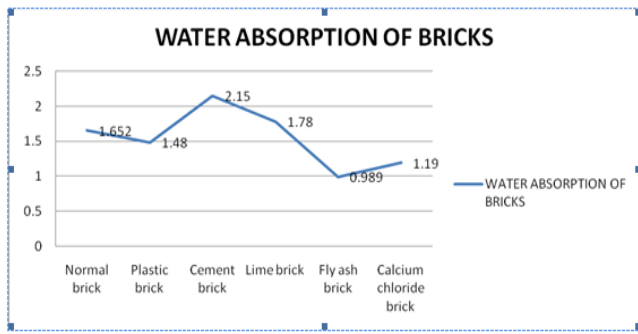 WATER ABSORPTION OF BRICKS
2.5
2
1.5
1
0.5
0
1.652
1.48
2.15
1.78
0.989
1.19
Normal brick
Plastic brick
Cement brick
Lime brick
Fly ash brick
Calcium chloride brick
WATER ABSORPTION OF
BRICKS